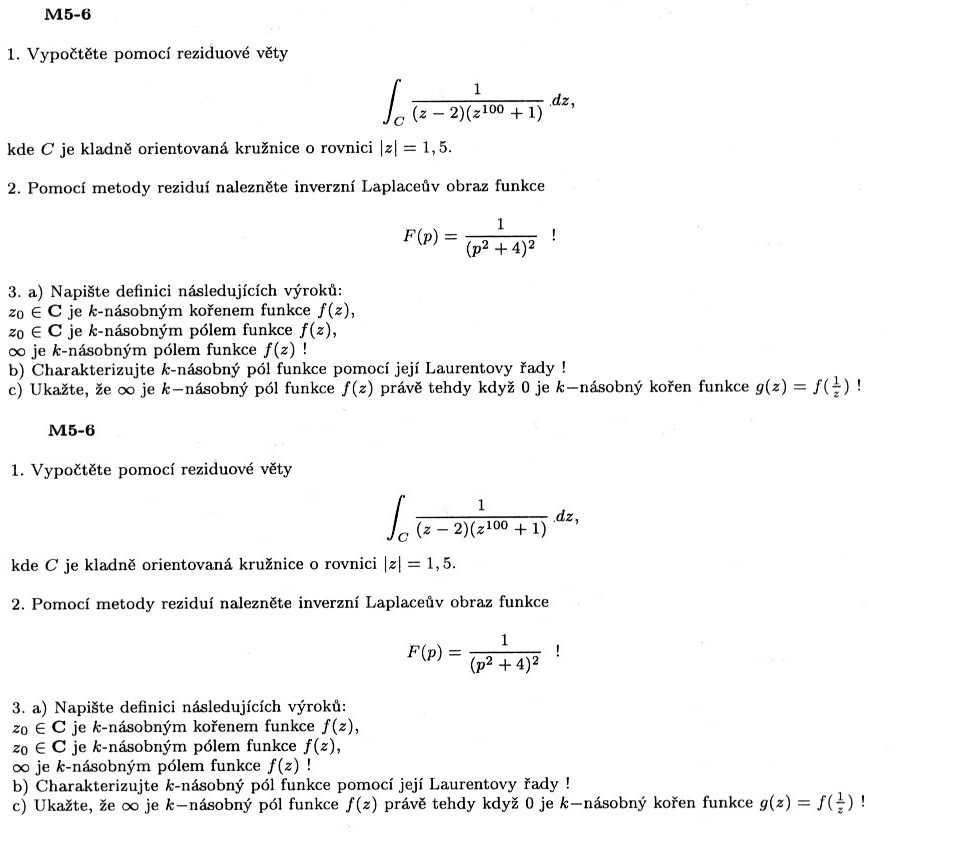 M5-6
1. Vypočtěte pomocí reziduové věty
∫_C 1/((z − 2)(z^100 + 1)) dz,
kde C je kladně orientovaná kružnice o rovnici |z| = 1,5.
2. Pomocí metody reziduí nalezněte inverzní Laplaceův obraz funkce
F(p) = 1/(p² + 4)² !
3. a) Napište definici následujících výroků:
z₀ ∈ C je k-násobným kořenem funkce f(z),
z₀ ∈ C je k-násobným pólem funkce f(z),
∞ je k-násobným pólem funkce f(z) !
b) Charakterizujte k-násobný pól funkce pomocí její Laurentovy řady !
c) Ukažte, že ∞ je k−násobný pól funkce f(z) právě tehdy když 0 je k−násobný kořen funkce g(z) = f(1/z) !
M5-6
1. Vypočtěte pomocí reziduové věty
∫_C 1/((z − 2)(z^100 + 1)) dz,
kde C je kladně orientovaná kružnice o rovnici |z| = 1,5.
2. Pomocí metody reziduí nalezněte inverzní Laplaceův obraz funkce
F(p) = 1/(p² + 4)² !
3. a) Napište definici následujících výroků:
z₀ ∈ C je k-násobným kořenem funkce f(z),
z₀ ∈ C je k-násobným pólem funkce f(z),
∞ je k-násobným pólem funkce f(z) !
b) Charakterizujte k-násobný pól funkce pomocí její Laurentovy řady !
c) Ukažte, že ∞ je k−násobný pól funkce f(z) právě tehdy když 0 je k−násobný kořen funkce g(z) = f(1/z) !